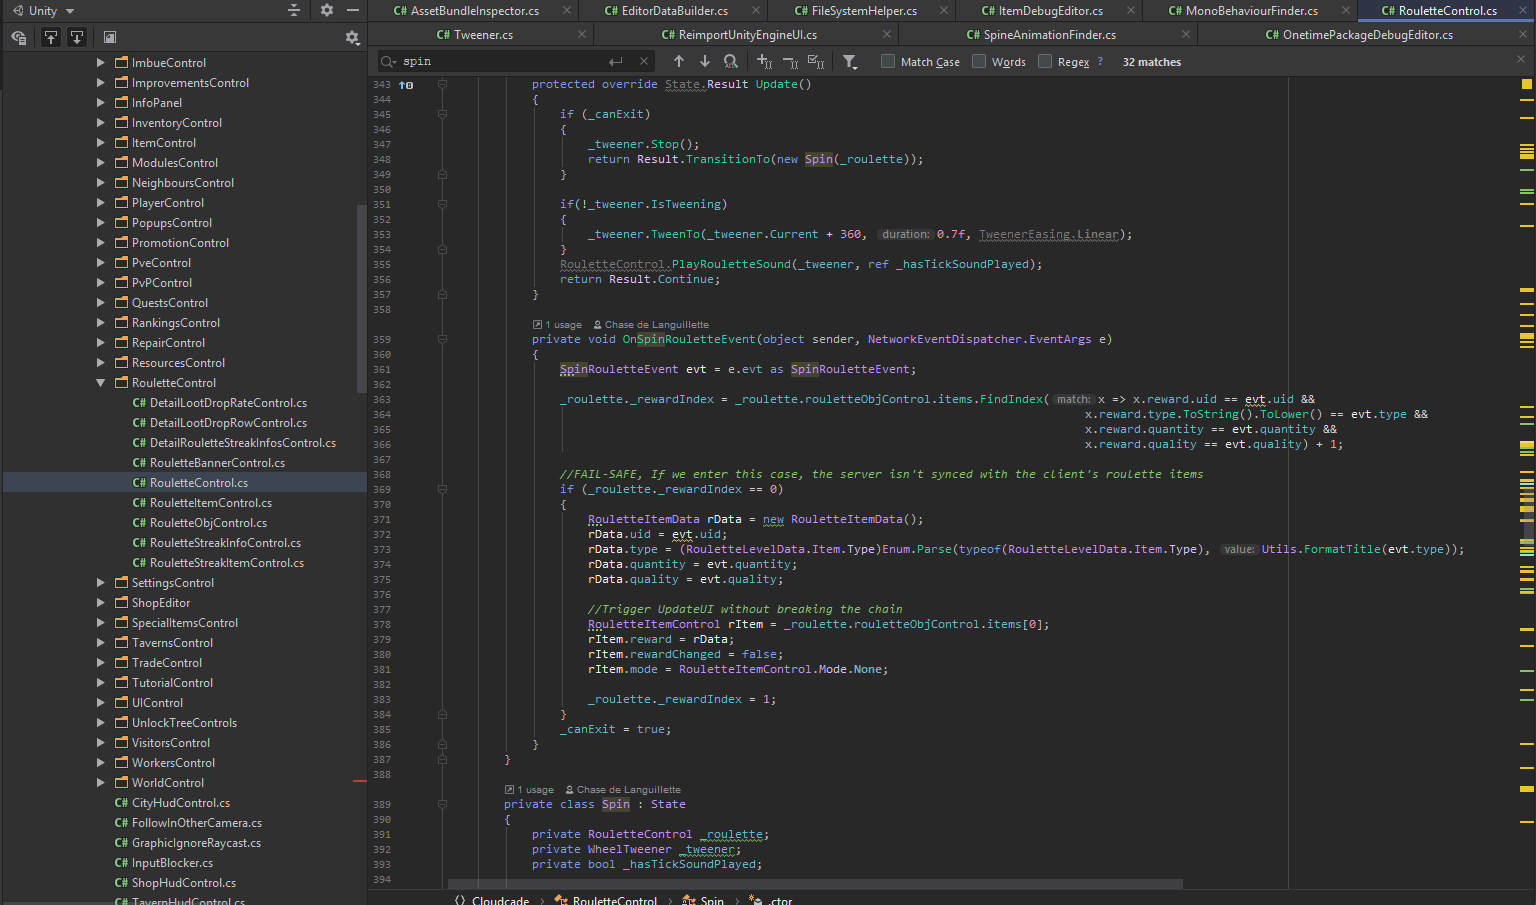 Unity
AssetBundleInspector.cs
EditorDataBuilder.cs
FileSystemHelper.cs
ItemDebugEditor.cs
MonoBehaviourFinder.cs
C# RouletteControl.cs
C# Tweener.cs
C# ReimportUnityEngineUI.cs
C# SpineAnimationFinder.cs
C# OnetimePackageDebugEditor.cs
spin
Match Case
Words
Regex ?
32 matches
ImbueControl
ImprovementsControl
InfoPanel
InventoryControl
ItemControl
ModulesControl
NeighboursControl
PlayerControl
PopupsControl
PromotionControl
PveControl
PvPControl
QuestsControl
RankingsControl
RepairControl
ResourcesControl
RouletteControl
C# DetailLootDropRateControl.cs
C# DetailLootDropRowControl.cs
C# DetailRouletteStreakInfosControl.cs
C# RouletteBannerControl.cs
C# RouletteControl.cs
C# RouletteItemControl.cs
C# RouletteObjControl.cs
C# RouletteStreakInfoControl.cs
C# RouletteStreakItemControl.cs
SettingsControl
ShopEditor
SpecialItemsControl
TavernsControl
TradeControl
TutorialControl
UIControl
UnlockTreeControls
VisitorsControl
WorkersControl
WorldControl
C# CityHudControl.cs
C# FollowInOtherCamera.cs
C# GraphicIgnoreRaycast.cs
C# InputBlocker.cs
C# ShopHudControl.cs
C# TavernHudControl.cs
343 protected override State.Result Update()
344 {
345 if (_canExit)
346 {
347 _tweener.Stop();
348 return Result.TransitionTo(new Spin(_roulette));
349 }
350
351 if(!_tweener.IsTweening)
352 {
353 _tweener.TweenTo(_tweener.Current + 360, duration: 0.7f, TweenerEasing.Linear);
354 }
355 RouletteControl.PlayRouletteSound(_tweener, ref _hasTickSoundPlayed);
356 return Result.Continue;
357 }
358
1 usage Chase de Languillette
359 private void OnSpinRouletteEvent(object sender, NetworkEventDispatcher.EventArgs e)
360 {
361 SpinRouletteEvent evt = e.evt as SpinRouletteEvent;
362
363 _roulette._rewardIndex = _roulette.rouletteObjControl.items.FindIndex( match: x => x.reward.uid == evt.uid &&
364 x.reward.type.ToString().ToLower() == evt.type &&
365 x.reward.quantity == evt.quantity &&
366 x.reward.quality == evt.quality) + 1;
367
368 //FAIL-SAFE, If we enter this case, the server isn't synced with the client's roulette items
369 if (_roulette._rewardIndex == 0)
370 {
371 RouletteItemData rData = new RouletteItemData();
372 rData.uid = evt.uid;
373 rData.type = (RouletteLevelData.Item.Type)Enum.Parse(typeof(RouletteLevelData.Item.Type), value: Utils.FormatTitle(evt.type));
374 rData.quantity = evt.quantity;
375 rData.quality = evt.quality;
376
377 //Trigger UpdateUI without breaking the chain
378 RouletteItemControl rItem = _roulette.rouletteObjControl.items[0];
379 rItem.reward = rData;
380 rItem.rewardChanged = false;
381 rItem.mode = RouletteItemControl.Mode.None;
382
383 _roulette._rewardIndex = 1;
384 }
385 _canExit = true;
386 }
387 }
388
1 usage Chase de Languillette
389 private class Spin : State
390 {
391 private RouletteControl _roulette;
392 private WheelTweener _tweener;
393 private bool _hasTickSoundPlayed;
394
Cloudcade > RouletteControl > Spin > .ctor